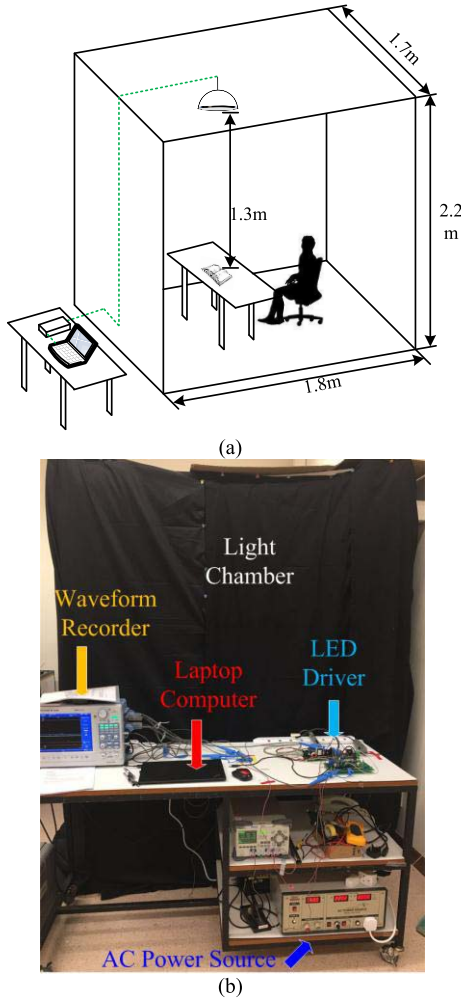 1.7m
1.3m
2.2
m
1.8m
(a)
Light
Chamber
Waveform
Recorder
LED
Driver
Laptop
Computer
AC Power Source
(b)